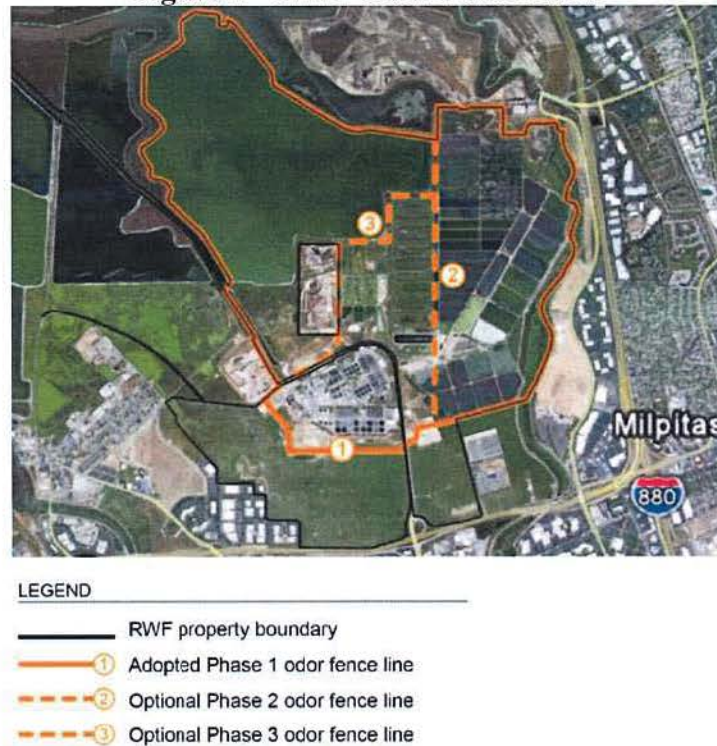 3
2
1
Milpitas
880
LEGEND
RWF property boundary
1 Adopted Phase 1 odor fence line
2 Optional Phase 2 odor fence line
3 Optional Phase 3 odor fence line